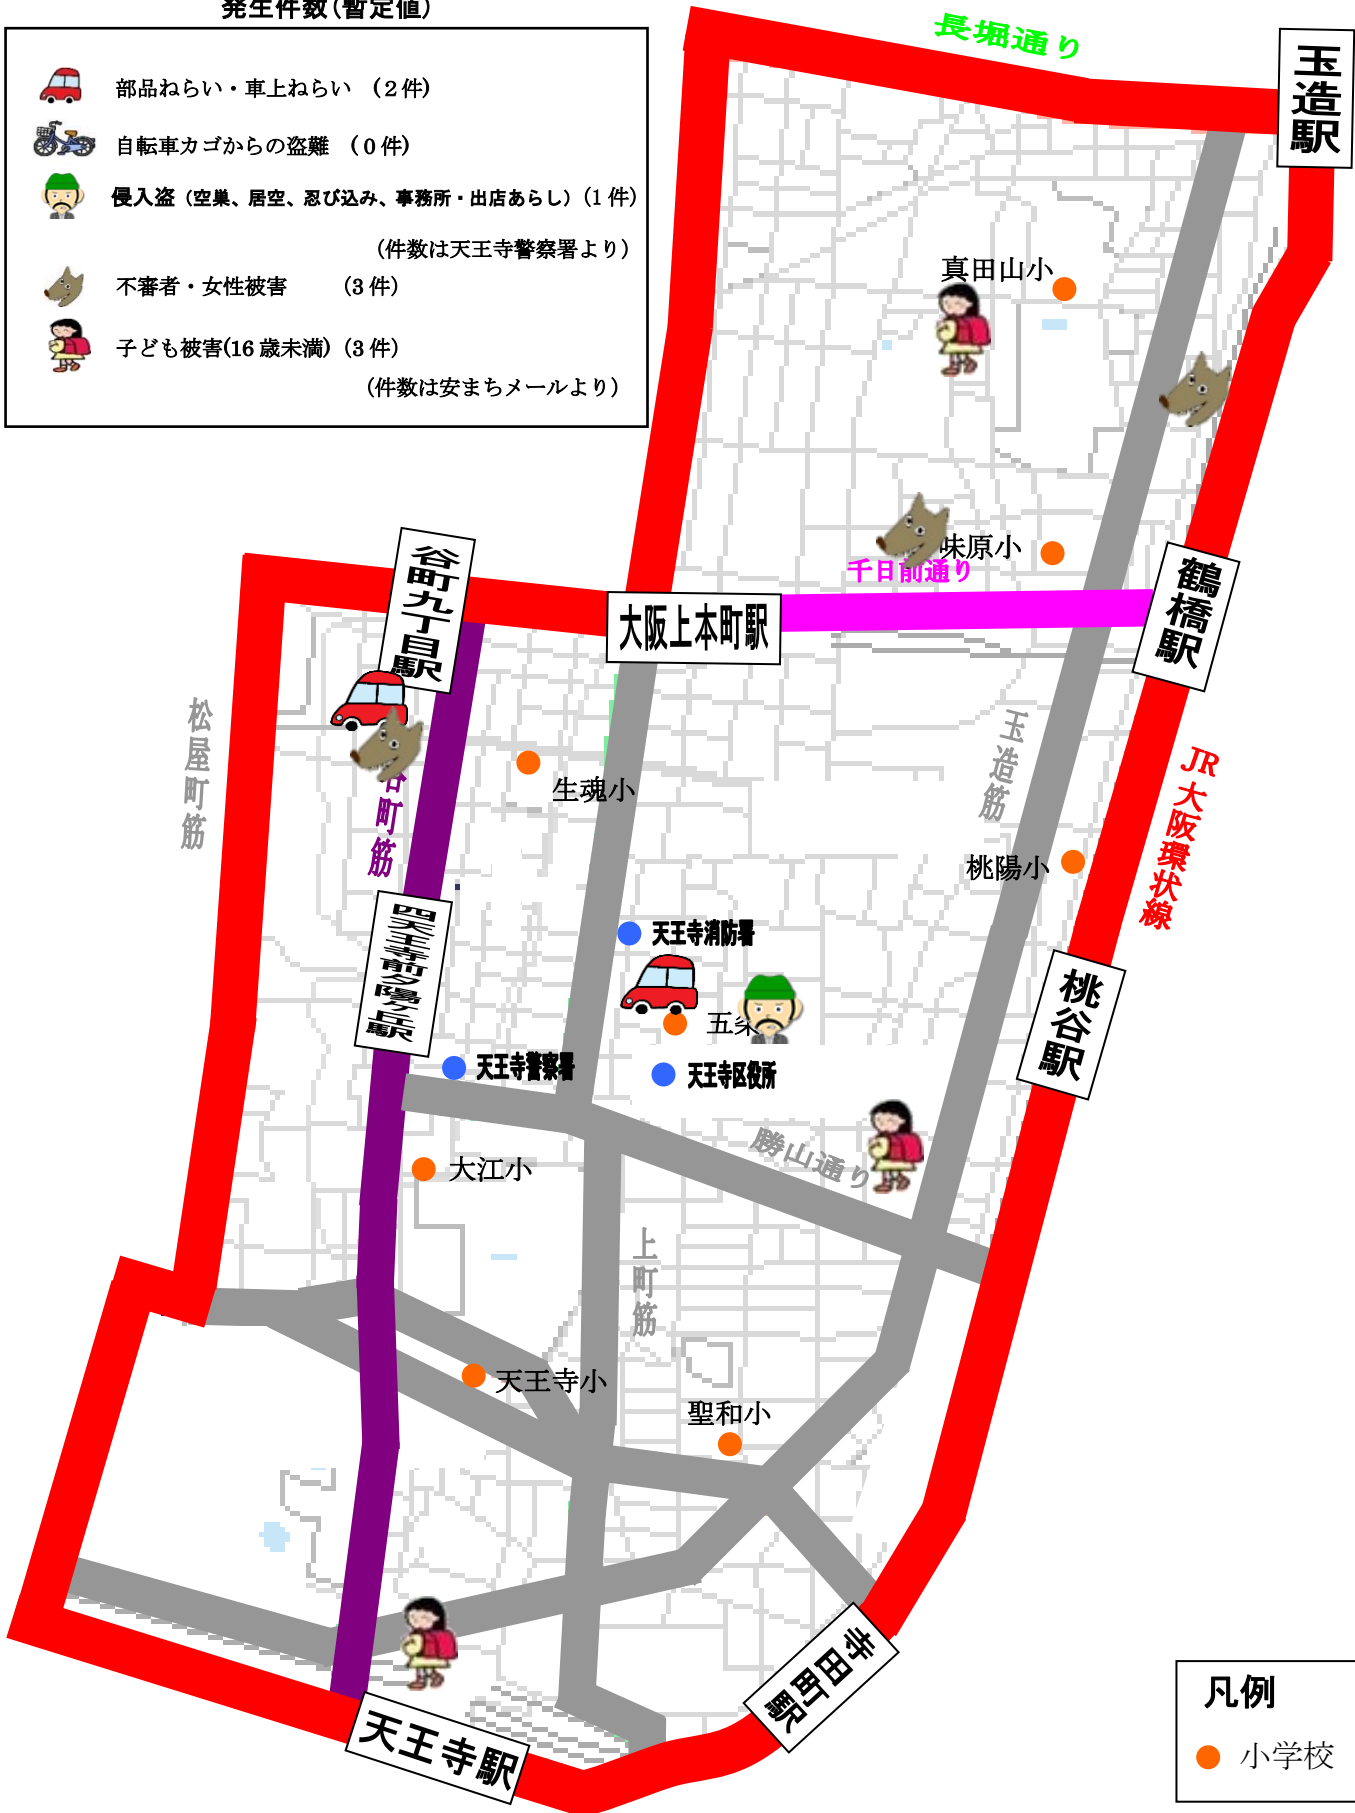 発生件数(暫定値)
部品ねらい・車上ねらい (2件)
自転車カゴからの盗難 (0件)
侵入盗(空巣、居空、忍び込み、事務所・出店あらし)(1件)
(件数は天王寺警察署より)
不審者・女性被害 (3件)
子ども被害(16歳未満)(3件)
(件数は安まちメールより)
長堀通り
玉造駅
真田山小
味原小
千日前通り
谷町九丁目駅
大阪上本町駅
鶴橋駅
松屋町筋
谷町筋
生魂小
玉造筋
JR大阪環状線
桃陽小
四天王寺前夕陽ケ丘駅
天王寺消防署
五条
桃谷駅
天王寺警察署
天王寺区役所
勝山通り
大江小
上町筋
天王寺小
聖和小
寺田町駅
天王寺駅
凡例
小学校